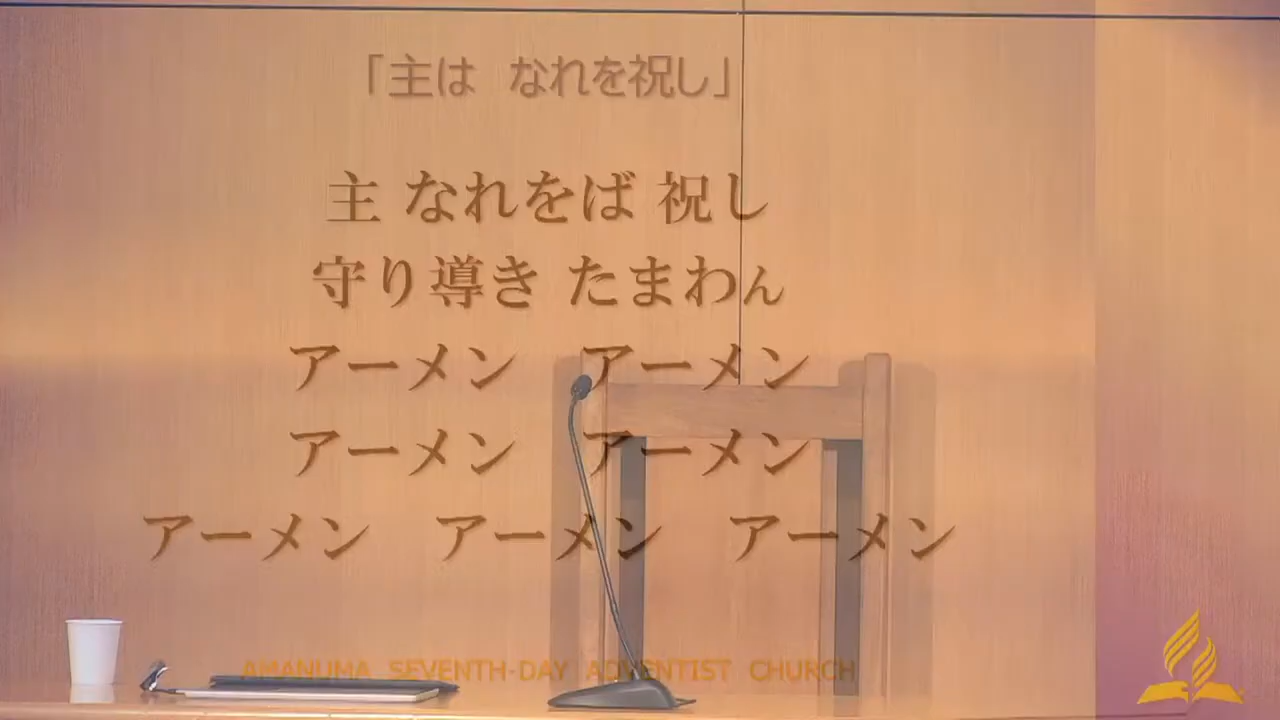 「主は なれを祝し」
主 なれをば 祝し
守り導き たまわん
アーメン アーメン
アーメン アーメン
アーメン アーメン アーメン
AMANUMA SEVENTH-DAY ADVENTIST CHURCH